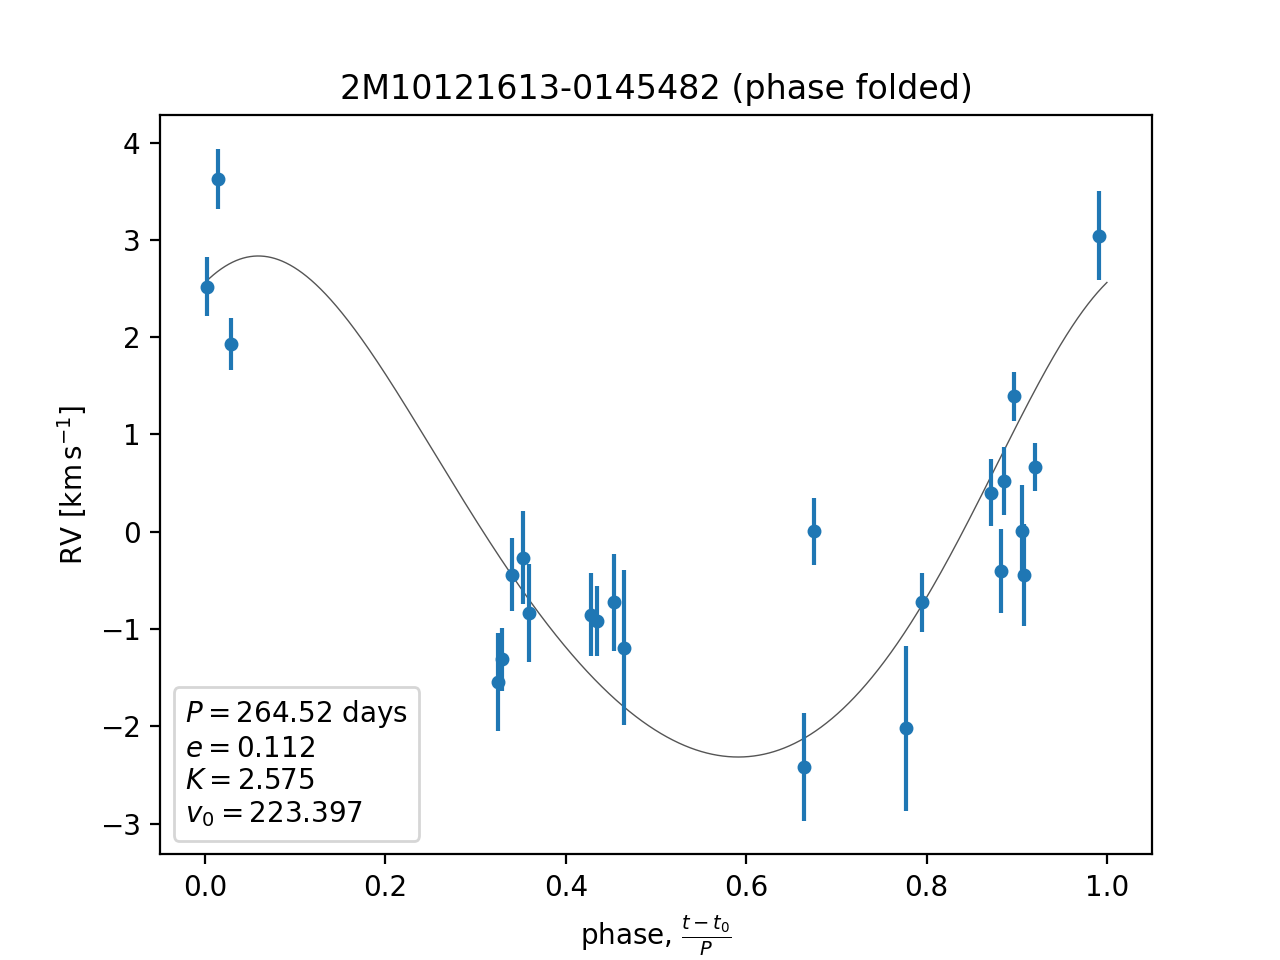 2M10121613-0145482 (phase folded)
RV [km s⁻¹]
4
3
2
1
0
−1
−2
−3
P = 264.52 days
e = 0.112
K = 2.575
v₀ = 223.397
0.0 0.2 0.4 0.6 0.8 1.0
phase, (t − t₀)/P